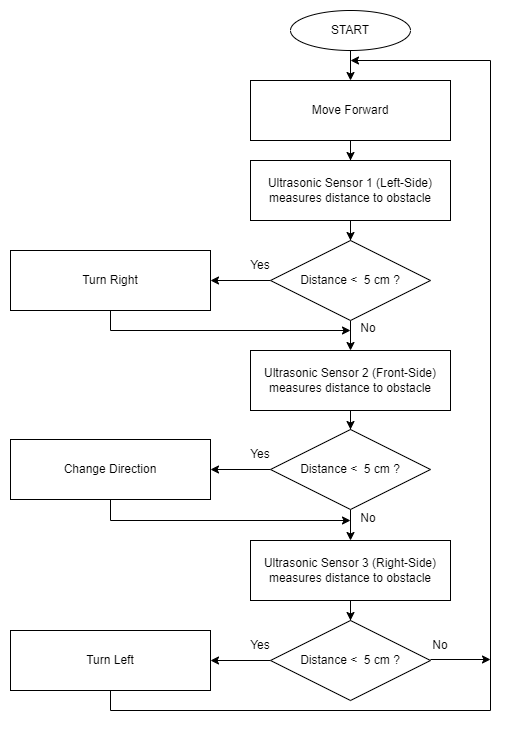 START
Move Forward
Ultrasonic Sensor 1 (Left-Side)
measures distance to obstacle
Yes
Turn Right
Distance < 5 cm ?
No
Ultrasonic Sensor 2 (Front-Side)
measures distance to obstacle
Yes
Change Direction
Distance < 5 cm ?
No
Ultrasonic Sensor 3 (Right-Side)
measures distance to obstacle
Yes
No
Turn Left
Distance < 5 cm ?